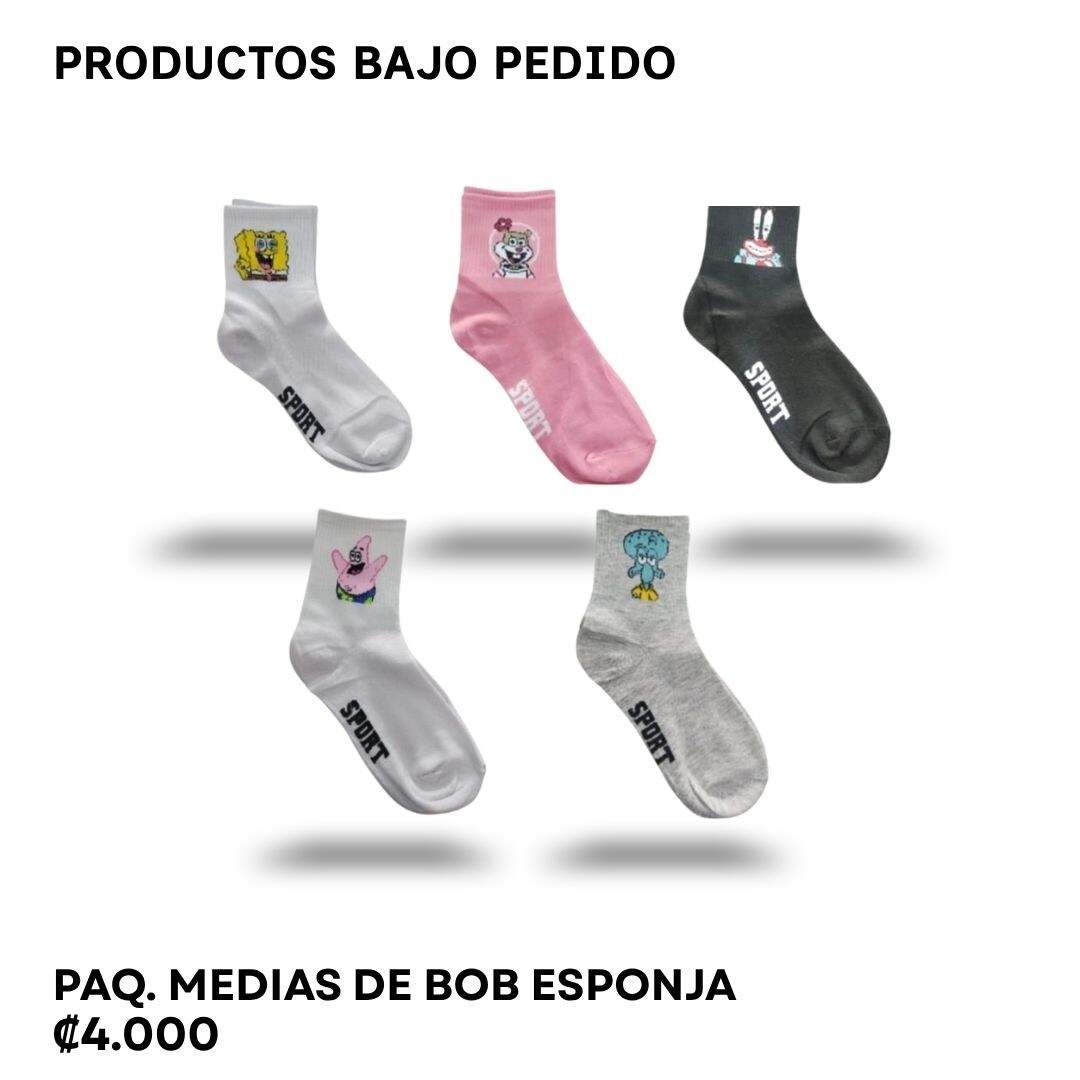 PRODUCTOS BAJO PEDIDO
SPORT
SPORT
SPORT
SPORT
SPORT
PAQ. MEDIAS DE BOB ESPONJA
₡4.000